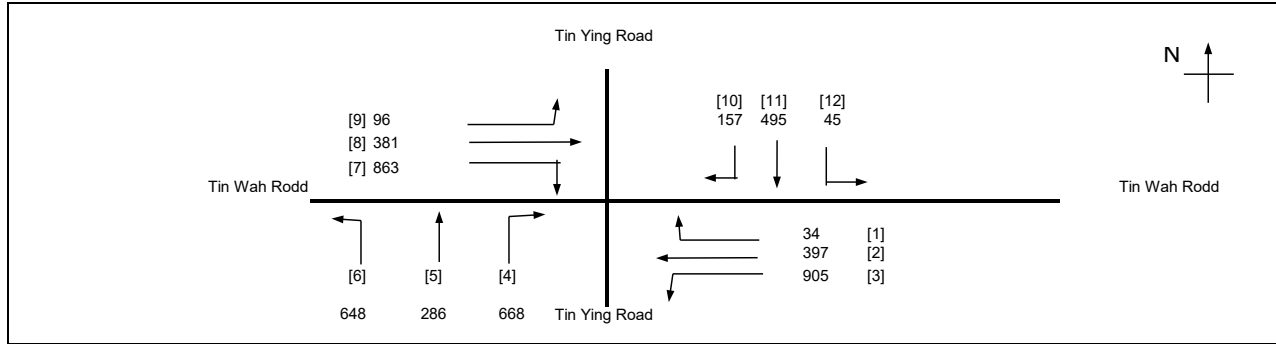 Tin Ying Road
N
[10] [11] [12]
157 495 45
[9] 96
[8] 381
[7] 863
Tin Wah Rodd
Tin Wah Rodd
34 [1]
397 [2]
905 [3]
[6] [5] [4]
648 286 668
Tin Ying Road